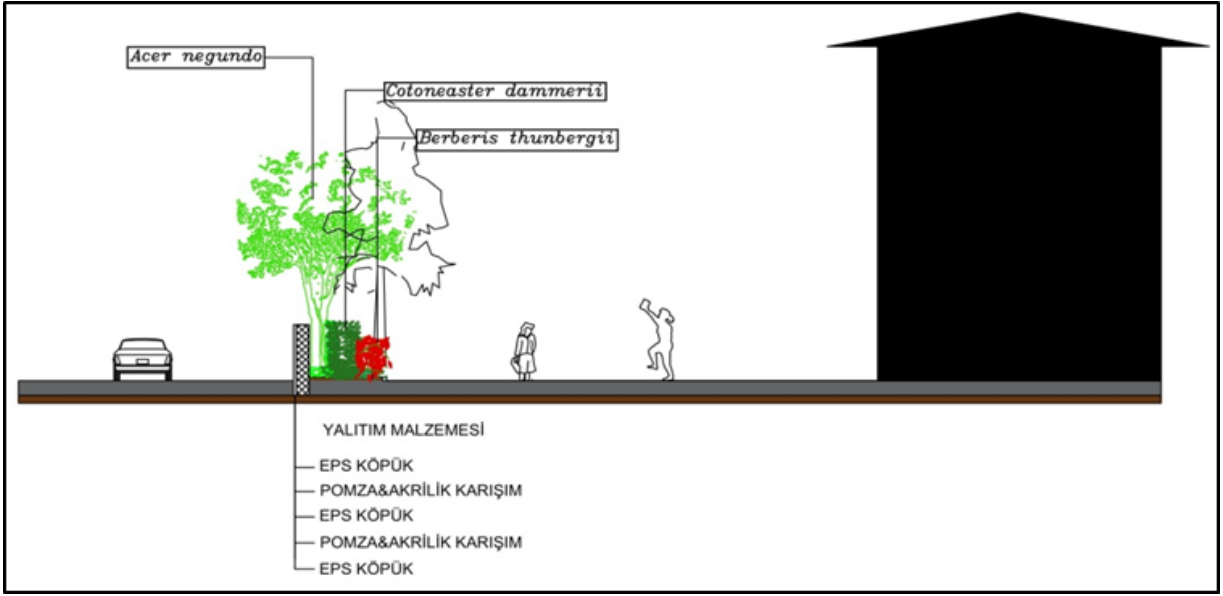 Acer negundo
Cotoneaster dammerii
Berberis thunbergii
YALITIM MALZEMESİ
EPS KÖPÜK
POMZA&AKRİLİK KARIŞIM
EPS KÖPÜK
POMZA&AKRİLİK KARIŞIM
EPS KÖPÜK